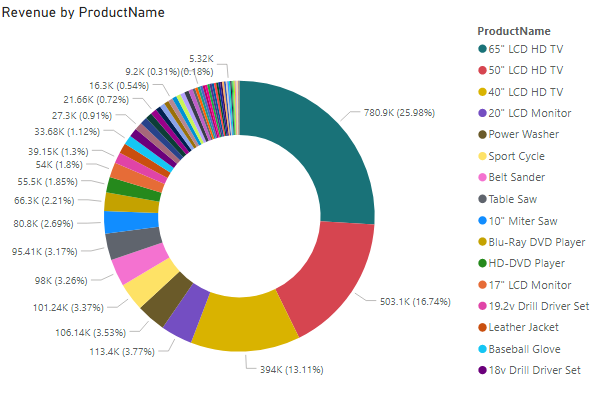 Revenue by ProductName
5.32K
9.2K (0.31%)
(0.18%)
16.3K (0.54%)
21.66K (0.72%)
27.3K (0.91%)
33.68K (1.12%)
39.15K (1.3%)
54K (1.8%)
55.5K (1.85%)
66.3K (2.21%)
80.8K (2.69%)
95.41K (3.17%)
98K (3.26%)
101.24K (3.37%)
106.14K (3.53%)
113.4K (3.77%)
394K (13.11%)
503.1K (16.74%)
780.9K (25.98%)
ProductName
65" LCD HD TV
50" LCD HD TV
40" LCD HD TV
20" LCD Monitor
Power Washer
Sport Cycle
Belt Sander
Table Saw
10" Miter Saw
Blu-Ray DVD Player
HD-DVD Player
17" LCD Monitor
19.2v Drill Driver Set
Leather Jacket
Baseball Glove
18v Drill Driver Set